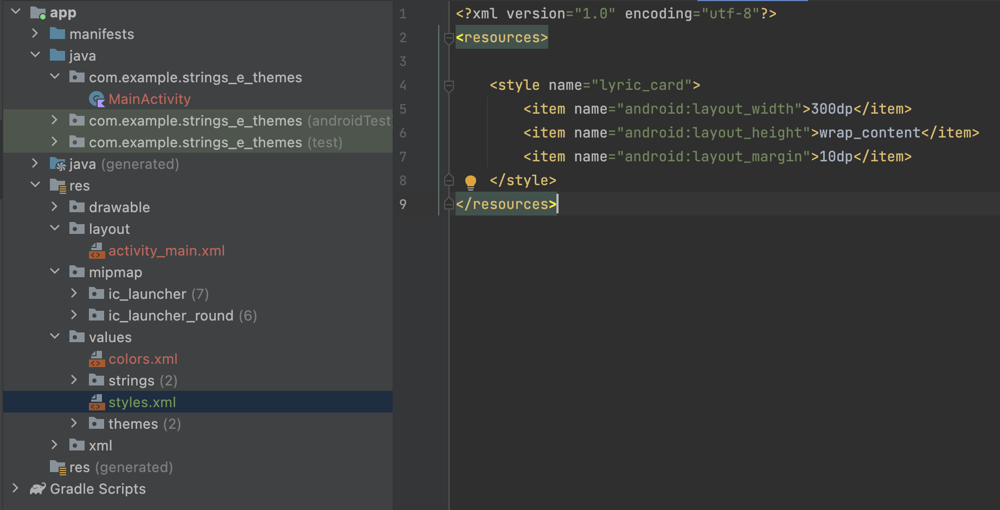 app
manifests
java
com.example.strings_e_themes
MainActivity
com.example.strings_e_themes (androidTest
com.example.strings_e_themes (test)
java (generated)
res
drawable
layout
activity_main.xml
mipmap
ic_launcher (7)
ic_launcher_round (6)
values
colors.xml
strings (2)
styles.xml
themes (2)
xml
res (generated)
Gradle Scripts
1 <?xml version="1.0" encoding="utf-8"?>
2 <resources>
3
4 <style name="lyric_card">
5 <item name="android:layout_width">300dp</item>
6 <item name="android:layout_height">wrap_content</item>
7 <item name="android:layout_margin">10dp</item>
8 </style>
9 </resources>